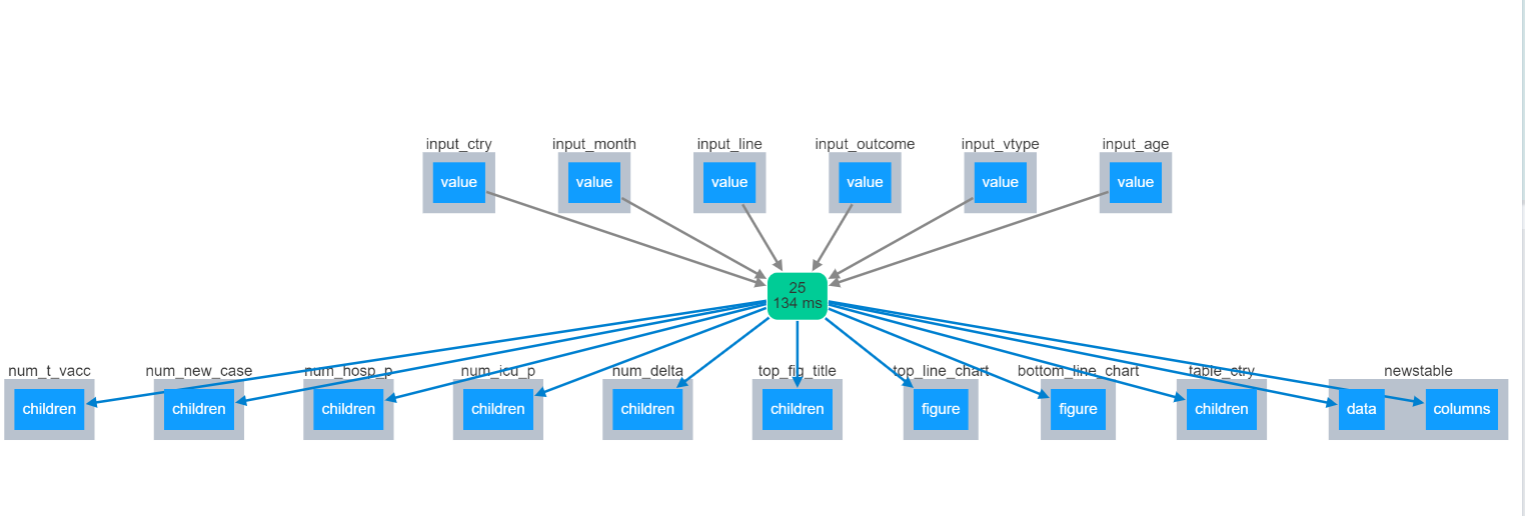 input_ctry input_month input_line input_outcome input_vtype input_age
value value value value value value
25
134 ms
num_t_vacc num_new_case num_hosp_p num_icu_p num_delta top_fig_title top_line_chart bottom_line_chart table_ctry newstable
children children children children children children figure figure children data columns